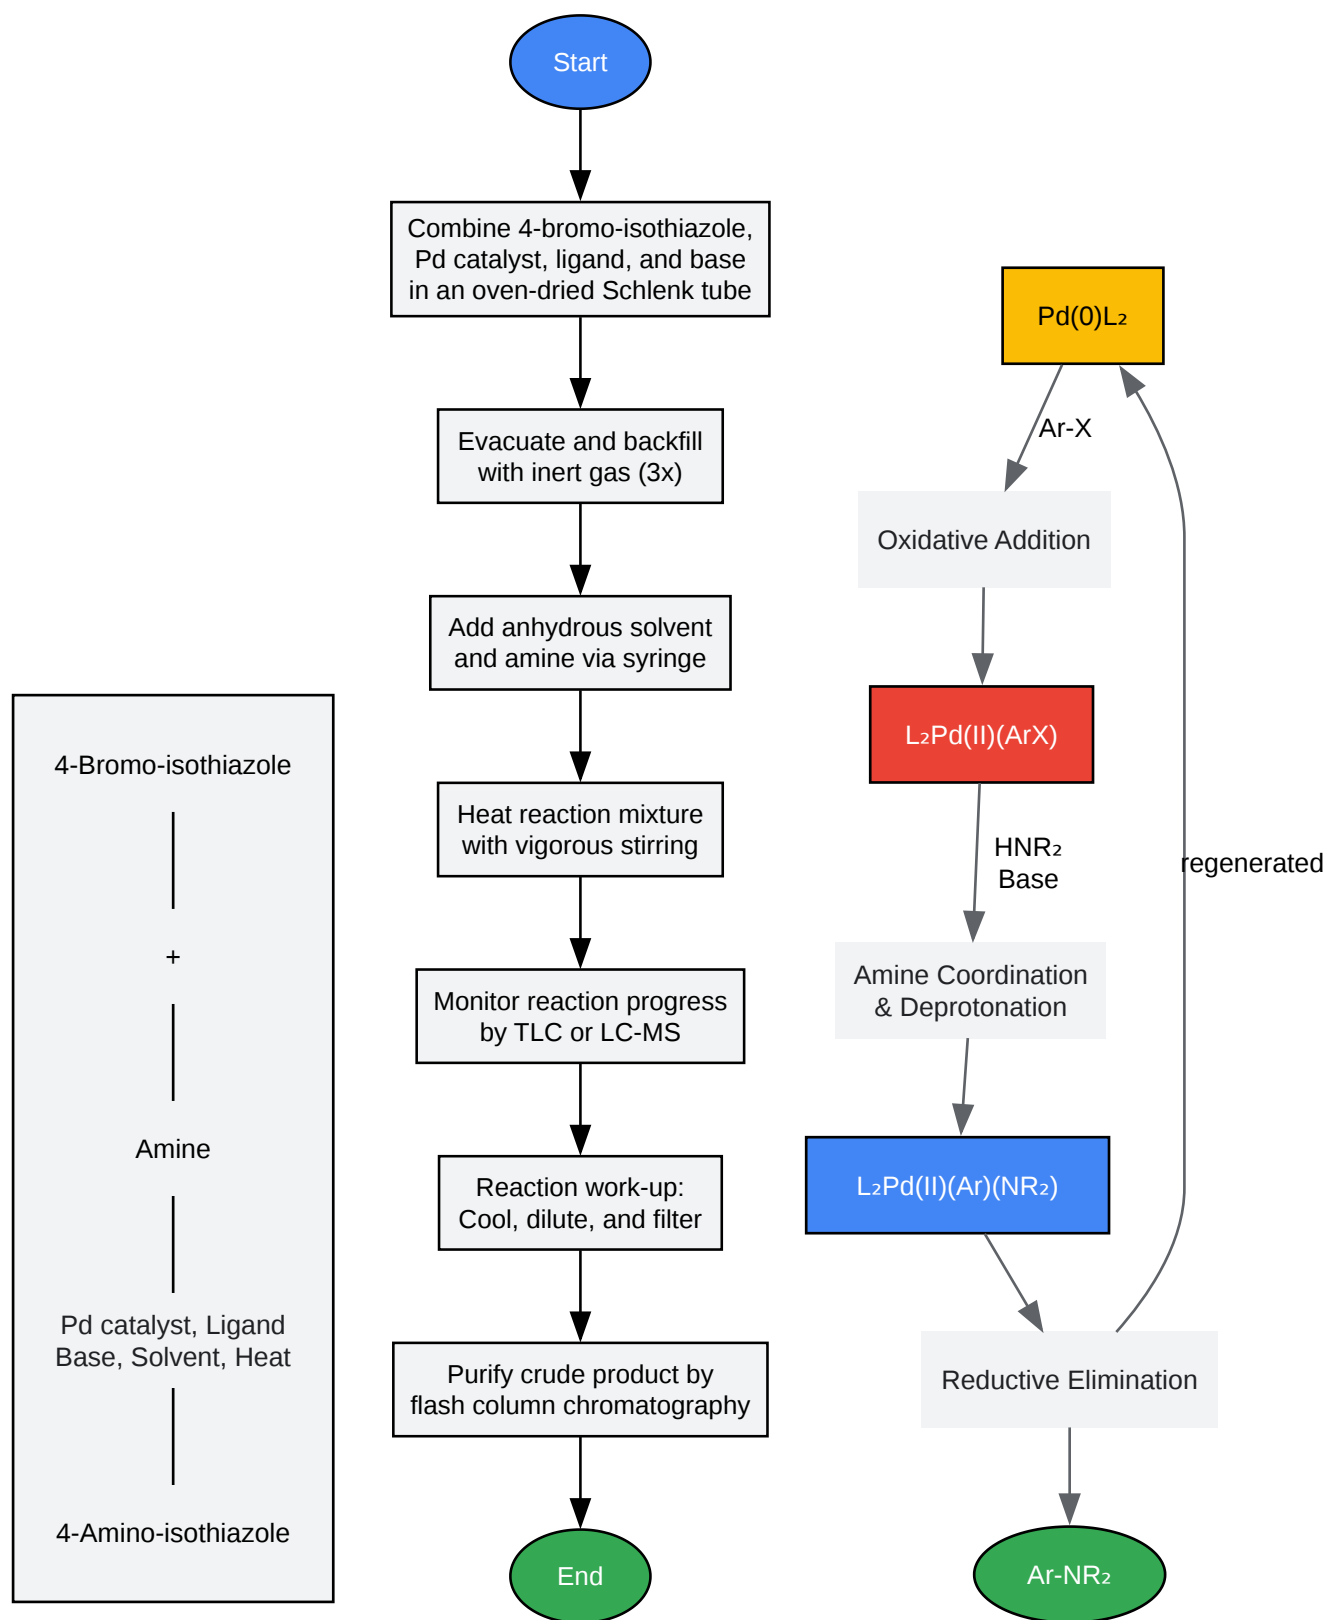 Start
Combine 4-bromo-isothiazole,
Pd catalyst, ligand, and base
in an oven-dried Schlenk tube
Evacuate and backfill
with inert gas (3x)
Add anhydrous solvent
and amine via syringe
Heat reaction mixture
with vigorous stirring
Monitor reaction progress
by TLC or LC-MS
Reaction work-up:
Cool, dilute, and filter
Purify crude product by
flash column chromatography
End
4-Bromo-isothiazole
+
Amine
Pd catalyst, Ligand
Base, Solvent, Heat
4-Amino-isothiazole
Pd(0)L₂
Ar-X
Oxidative Addition
L₂Pd(II)(ArX)
HNR₂
Base
regenerated
Amine Coordination
& Deprotonation
L₂Pd(II)(Ar)(NR₂)
Reductive Elimination
Ar-NR₂